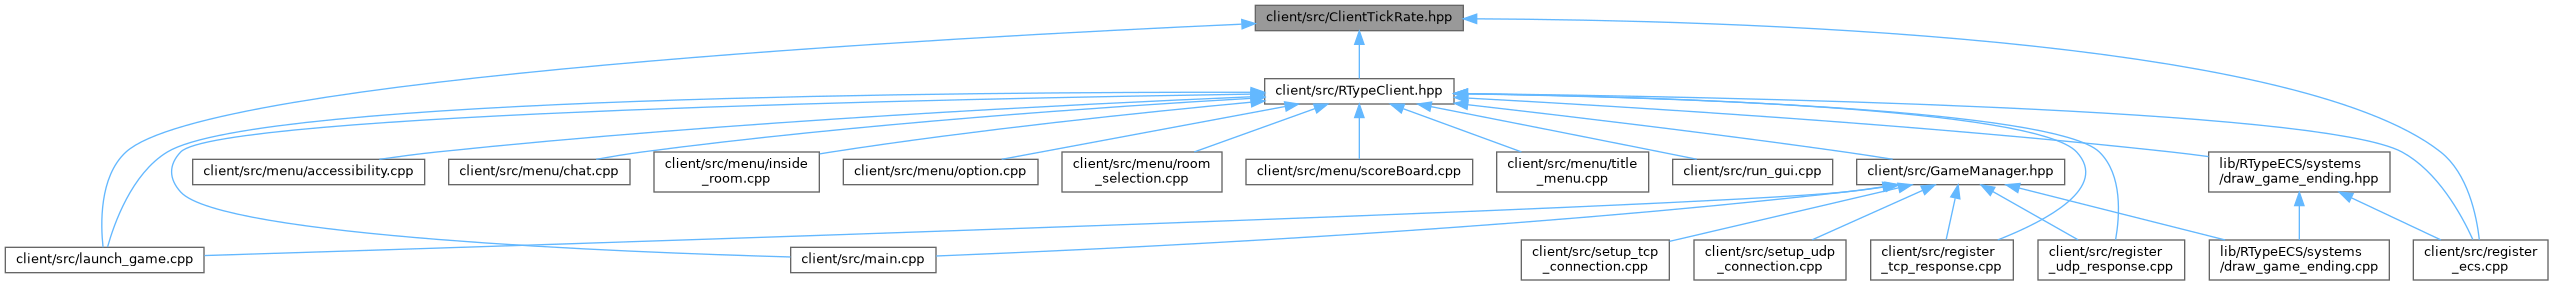 client/src/ClientTickRate.hpp
client/src/RTypeClient.hpp
client/src/menu/accessibility.cpp
client/src/menu/chat.cpp
client/src/menu/inside
_room.cpp
client/src/menu/option.cpp
client/src/menu/room
_selection.cpp
client/src/menu/scoreBoard.cpp
client/src/menu/title
_menu.cpp
client/src/run_gui.cpp
client/src/GameManager.hpp
lib/RTypeECS/systems
/draw_game_ending.hpp
client/src/launch_game.cpp
client/src/main.cpp
client/src/setup_tcp
_connection.cpp
client/src/setup_udp
_connection.cpp
client/src/register
_tcp_response.cpp
client/src/register
_udp_response.cpp
lib/RTypeECS/systems
/draw_game_ending.cpp
client/src/register
_ecs.cpp